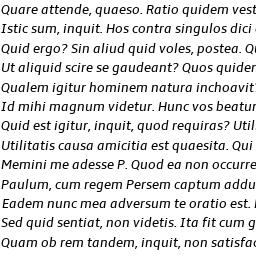 Quare attende, quaeso. Ratio quidem vest
Istic sum, inquit. Hos contra singulos dici
Quid ergo? Sin aliud quid voles, postea. Q
Ut aliquid scire se gaudeant? Quos quider
Qualem igitur hominem natura inchoavit?
Id mihi magnum videtur. Hunc vos beatur
Quid est igitur, inquit, quod requiras? Util
Utilitatis causa amicitia est quaesita. Qui
Memini me adesse P. Quod ea non occurre
Paulum, cum regem Persem captum addu
Eadem nunc mea adversum te oratio est.
Sed quid sentiat, non videtis. Ita fit cum g
Quam ob rem tandem, inquit, non satisfac